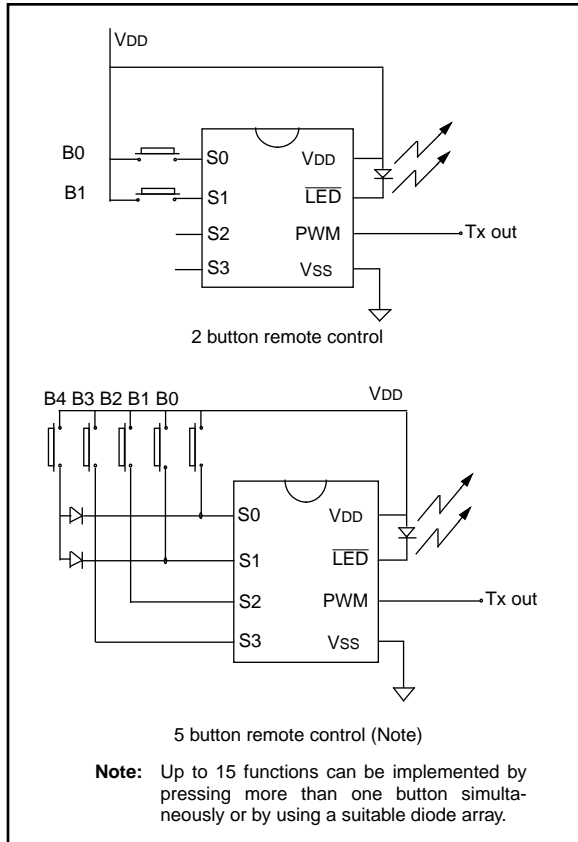 VDD
B0
B1
S0
S1
S2
S3
VDD
LED
PWM
VSS
Tx out
2 button remote control
B4 B3 B2 B1 B0
VDD
S0
S1
S2
S3
VDD
LED
PWM
VSS
Tx out
5 button remote control (Note)
Note: Up to 15 functions can be implemented by
pressing more than one button simulta-
neously or by using a suitable diode array.